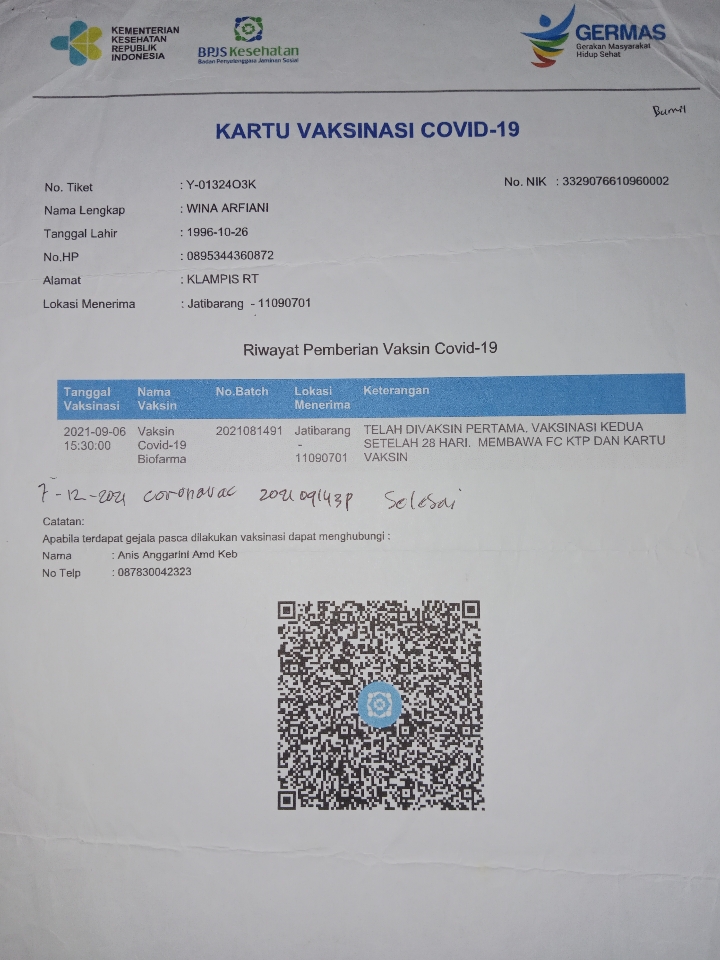 KEMENTERIAN
KESEHATAN
REPUBLIK
INDONESIA
BPJS Kesehatan
Badan Penyelenggara Jaminan Sosial
GERMAS
Gerakan Masyarakat
Hidup Sehat
Bumil
KARTU VAKSINASI COVID-19
No. Tiket : Y-01324O3K No. NIK : 3329076610960002
Nama Lengkap : WINA ARFIANI
Tanggal Lahir : 1996-10-26
No.HP : 0895344360872
Alamat : KLAMPIS RT
Lokasi Menerima : Jatibarang - 11090701
Riwayat Pemberian Vaksin Covid-19
Tanggal Vaksinasi Nama Vaksin No.Batch Lokasi Menerima Keterangan
2021-09-06 Vaksin 2021081491 Jatibarang TELAH DIVAKSIN PERTAMA. VAKSINASI KEDUA
15:30:00 Covid-19 - SETELAH 28 HARI. MEMBAWA FC KTP DAN KARTU
Biofarma 11090701 VAKSIN
7-12-2021 coronavac 202109143P Selesai
Catatan:
Apabila terdapat gejala pasca dilakukan vaksinasi dapat menghubungi :
Nama : Anis Anggarini Amd Keb
No Telp : 087830042323